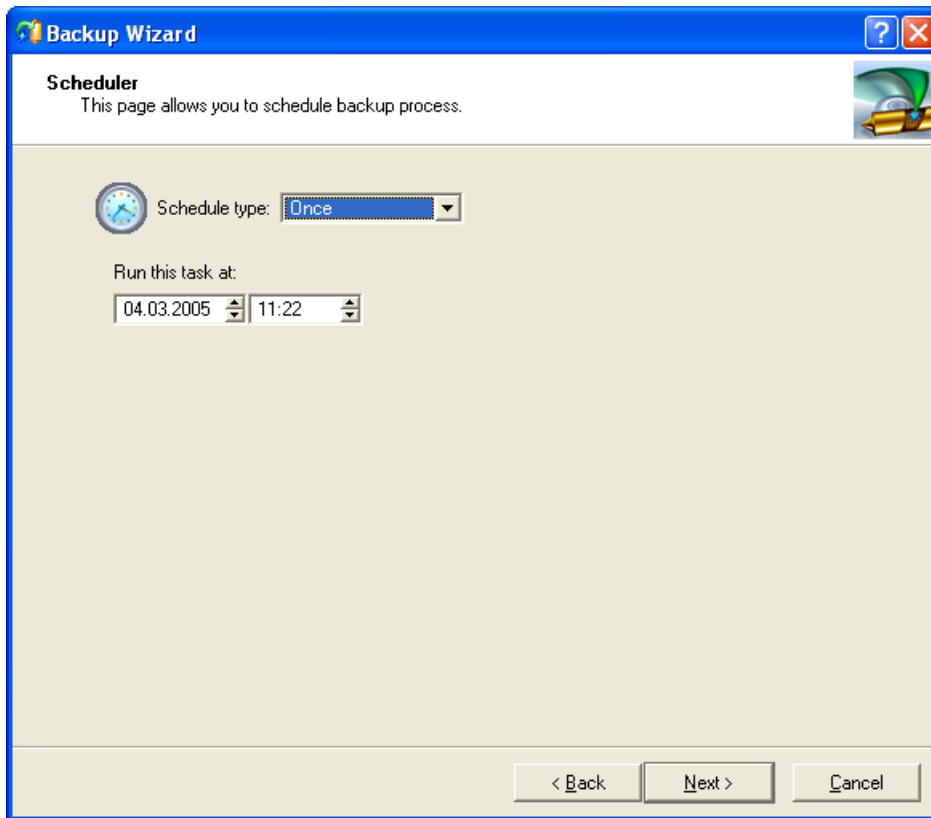 Backup Wizard
?
Scheduler
This page allows you to schedule backup process.
Schedule type: Once
Run this task at:
04.03.2005 11:22
< Back Next > Cancel